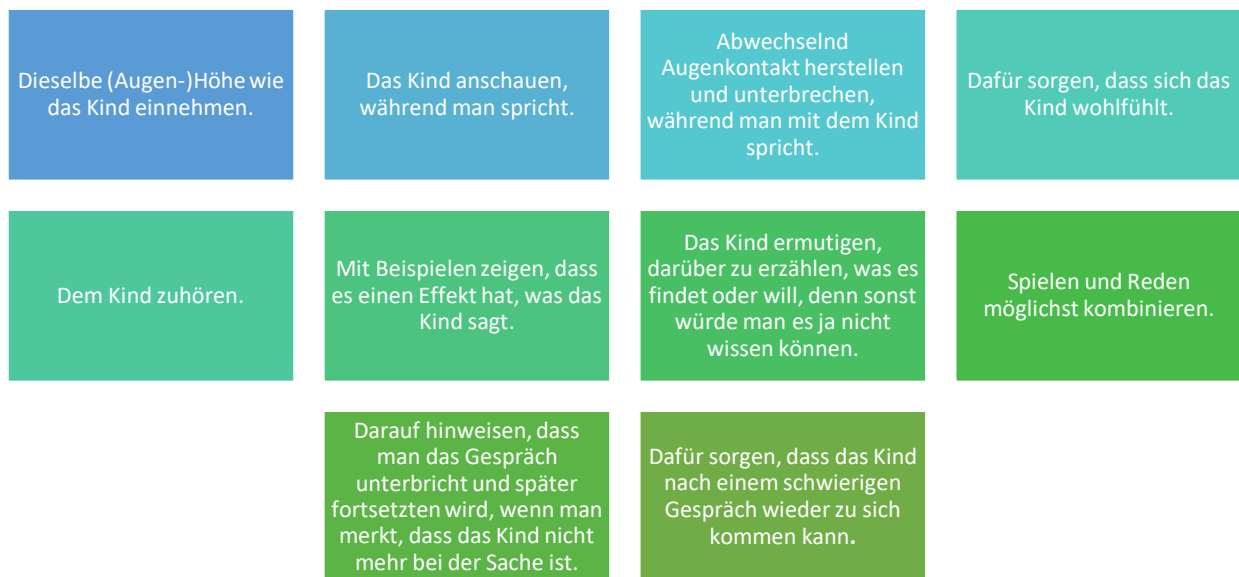 Dieselbe (Augen-)Höhe wie
das Kind einnehmen.
Das Kind anschauen,
während man spricht.
Abwechselnd
Augenkontakt herstellen
und unterbrechen,
während man mit dem Kind
spricht.
Dafür sorgen, dass sich das
Kind wohlfühlt.
Dem Kind zuhören.
Mit Beispielen zeigen, dass
es einen Effekt hat, was das
Kind sagt.
Das Kind ermutigen,
darüber zu erzählen, was es
findet oder will, denn sonst
würde man es ja nicht
wissen können.
Spielen und Reden
möglichst kombinieren.
Darauf hinweisen, dass
man das Gespräch
unterbricht und später
fortsetzten wird, wenn man
merkt, dass das Kind nicht
mehr bei der Sache ist.
Dafür sorgen, dass das Kind
nach einem schwierigen
Gespräch wieder zu sich
kommen kann.